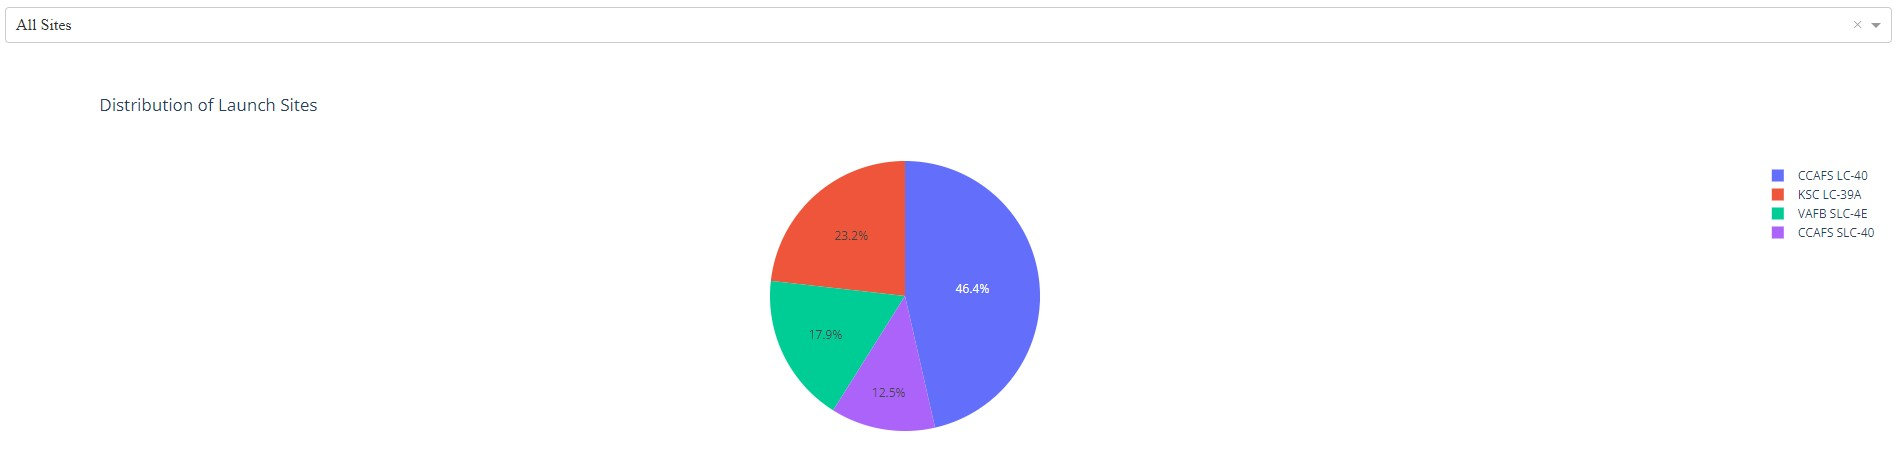 All Sites
Distribution of Launch Sites
CCAFS LC-40
KSC LC-39A
VAFB SLC-4E
CCAFS SLC-40
23.2%
46.4%
17.9%
12.5%